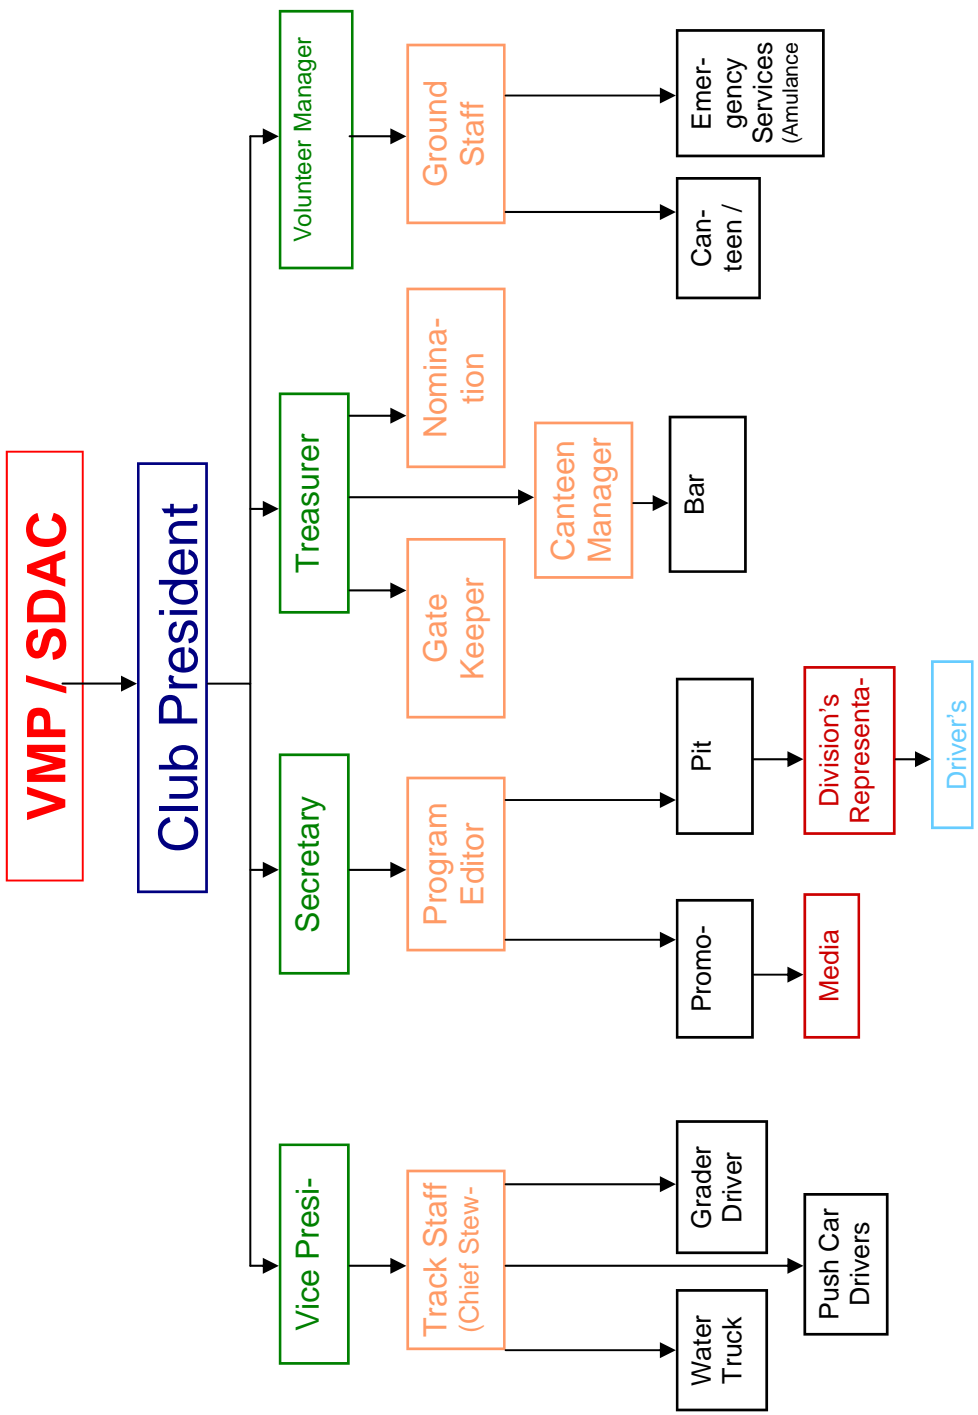 VMP / SDAC
Club President
Vice Presi-
Secretary
Treasurer
Volunteer Manager
Track Staff
(Chief Stew-
Program
Editor
Gate
Keeper
Nomina-
tion
Ground
Staff
Canteen
Manager
Water
Truck
Grader
Driver
Promo-
Pit
Bar
Can-
teen /
Emer-
gency
Services
(Amulance
Push Car
Drivers
Media
Division's
Representa-
Driver's